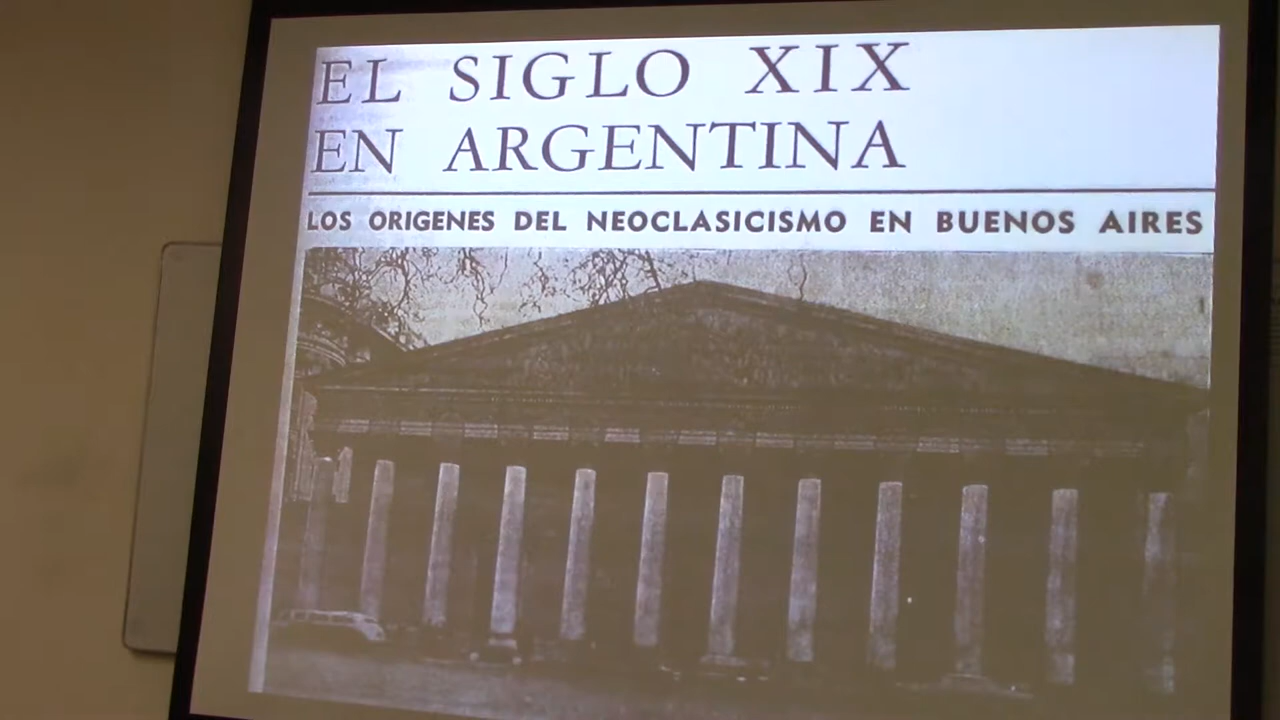 EL SIGLO XIX
EN ARGENTINA
LOS ORIGENES DEL NEOCLASICISMO EN BUENOS AIRES